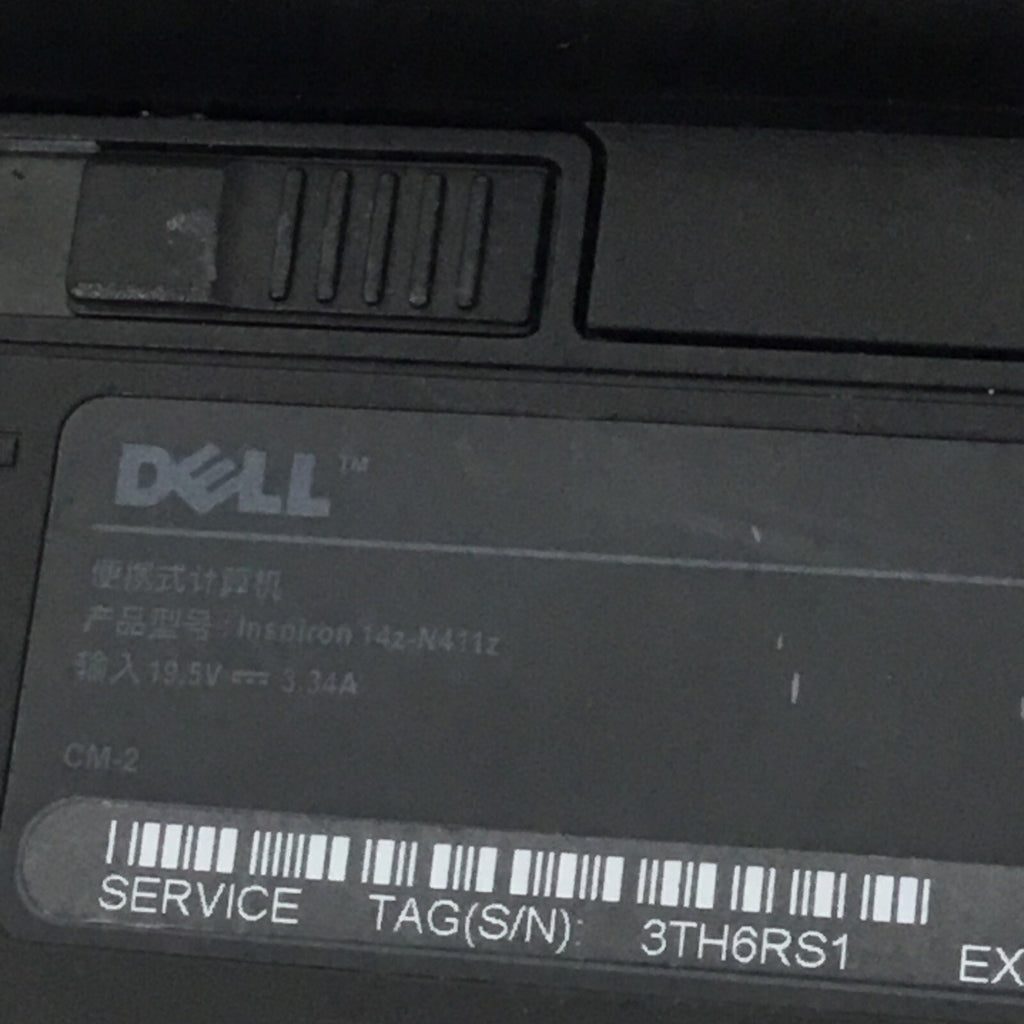 DELL™
便携式计算机
产品型号: Inspiron 14z-N411z
输入 19.5V ⎓ 3.34A
CM-2
SERVICE TAG(S/N): 3TH6RS1 EX